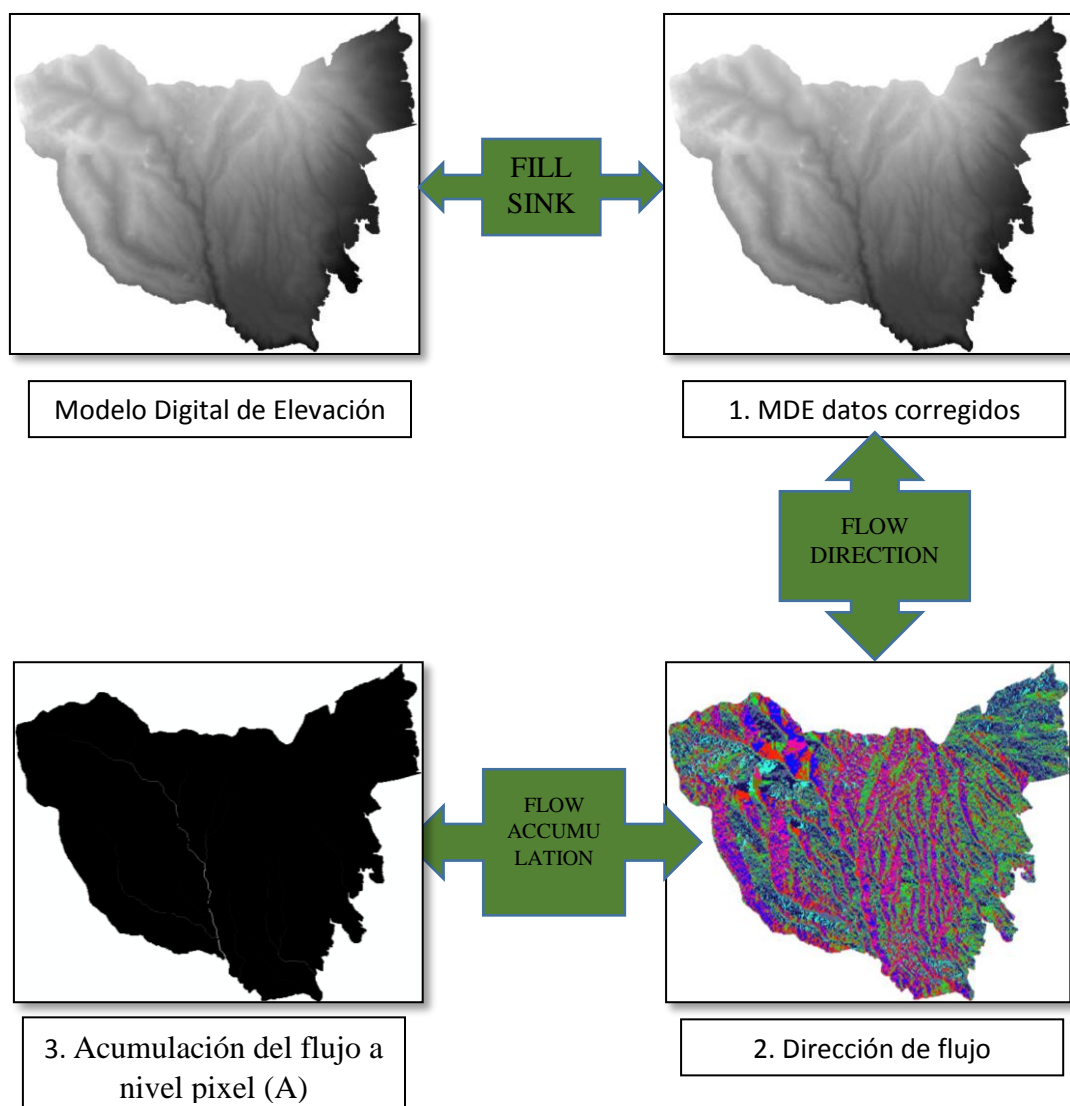 FILL
SINK
Modelo Digital de Elevación
1. MDE datos corregidos
FLOW
DIRECTION
FLOW
ACCUMU
LATION
3. Acumulación del flujo a
nivel pixel (A)
2. Dirección de flujo